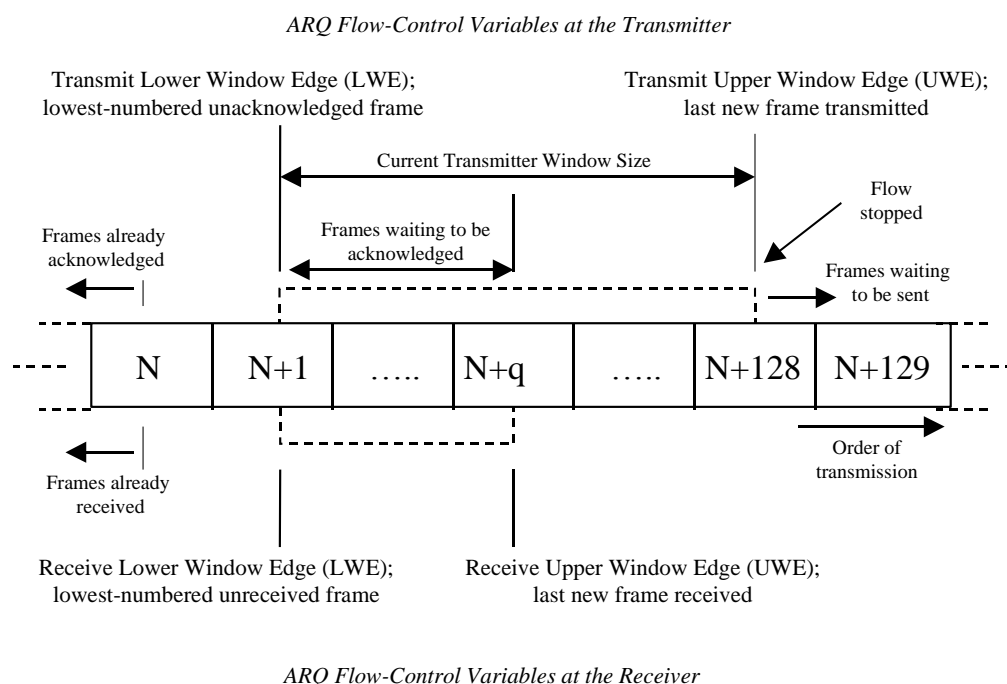 ARQ Flow-Control Variables at the Transmitter
Transmit Lower Window Edge (LWE);
lowest-numbered unacknowledged frame
Transmit Upper Window Edge (UWE);
last new frame transmitted
Current Transmitter Window Size
Flow
stopped
Frames waiting to be
acknowledged
Frames already
acknowledged
Frames waiting
to be sent
N
N+1
…..
N+q
…..
N+128
N+129
Order of
transmission
Frames already
received
Receive Lower Window Edge (LWE);
lowest-numbered unreceived frame
Receive Upper Window Edge (UWE);
last new frame received
ARQ Flow-Control Variables at the Receiver